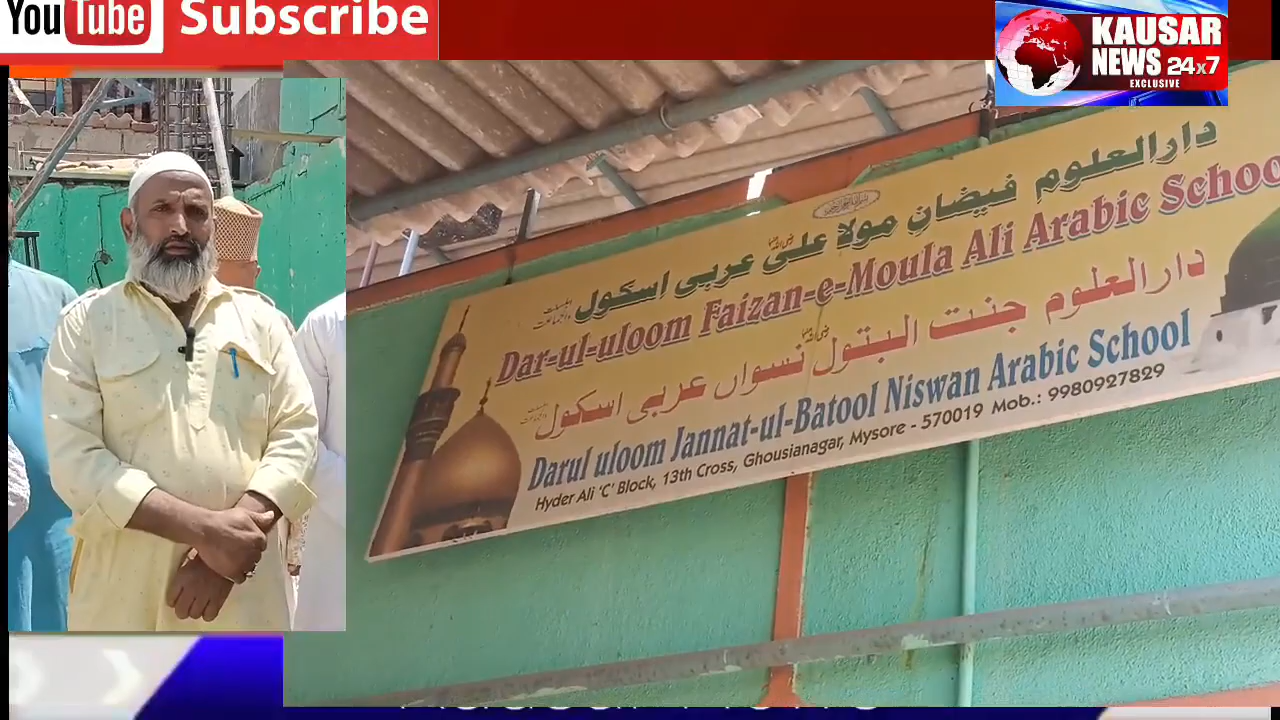 YouTube Subscribe
KAUSAR
NEWS 24x7
EXCLUSIVE
دارالعلوم فیضانِ مولا علی عربی اسکول
Dar-ul-uloom Faizan-e-Moula Ali Arabic School
دارالعلوم جنت البتول نسواں عربی اسکول
Darul uloom Jannat-ul-Batool Niswan Arabic School
Hyder Ali 'C' Block, 13th Cross, Ghousianagar, Mysore - 570019 Mob.: 9980927829